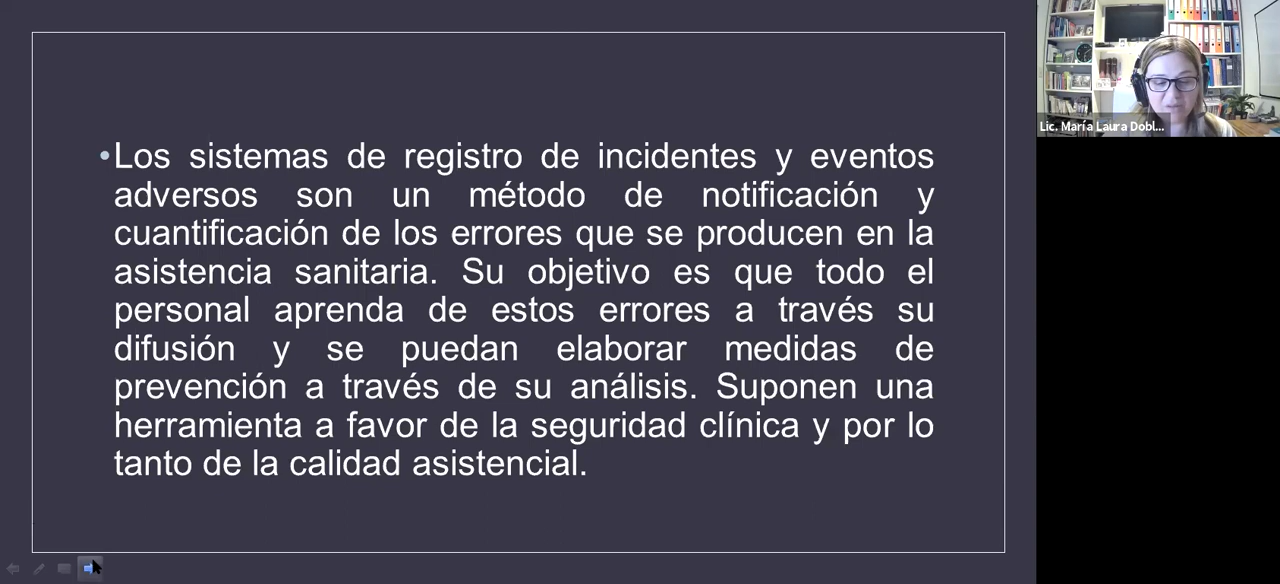 •Los sistemas de registro de incidentes y eventos
adversos son un método de notificación y
cuantificación de los errores que se producen en la
asistencia sanitaria. Su objetivo es que todo el
personal aprenda de estos errores a través su
difusión y se puedan elaborar medidas de
prevención a través de su análisis. Suponen una
herramienta a favor de la seguridad clínica y por lo
tanto de la calidad asistencial.
Lic. María Laura Dobl...